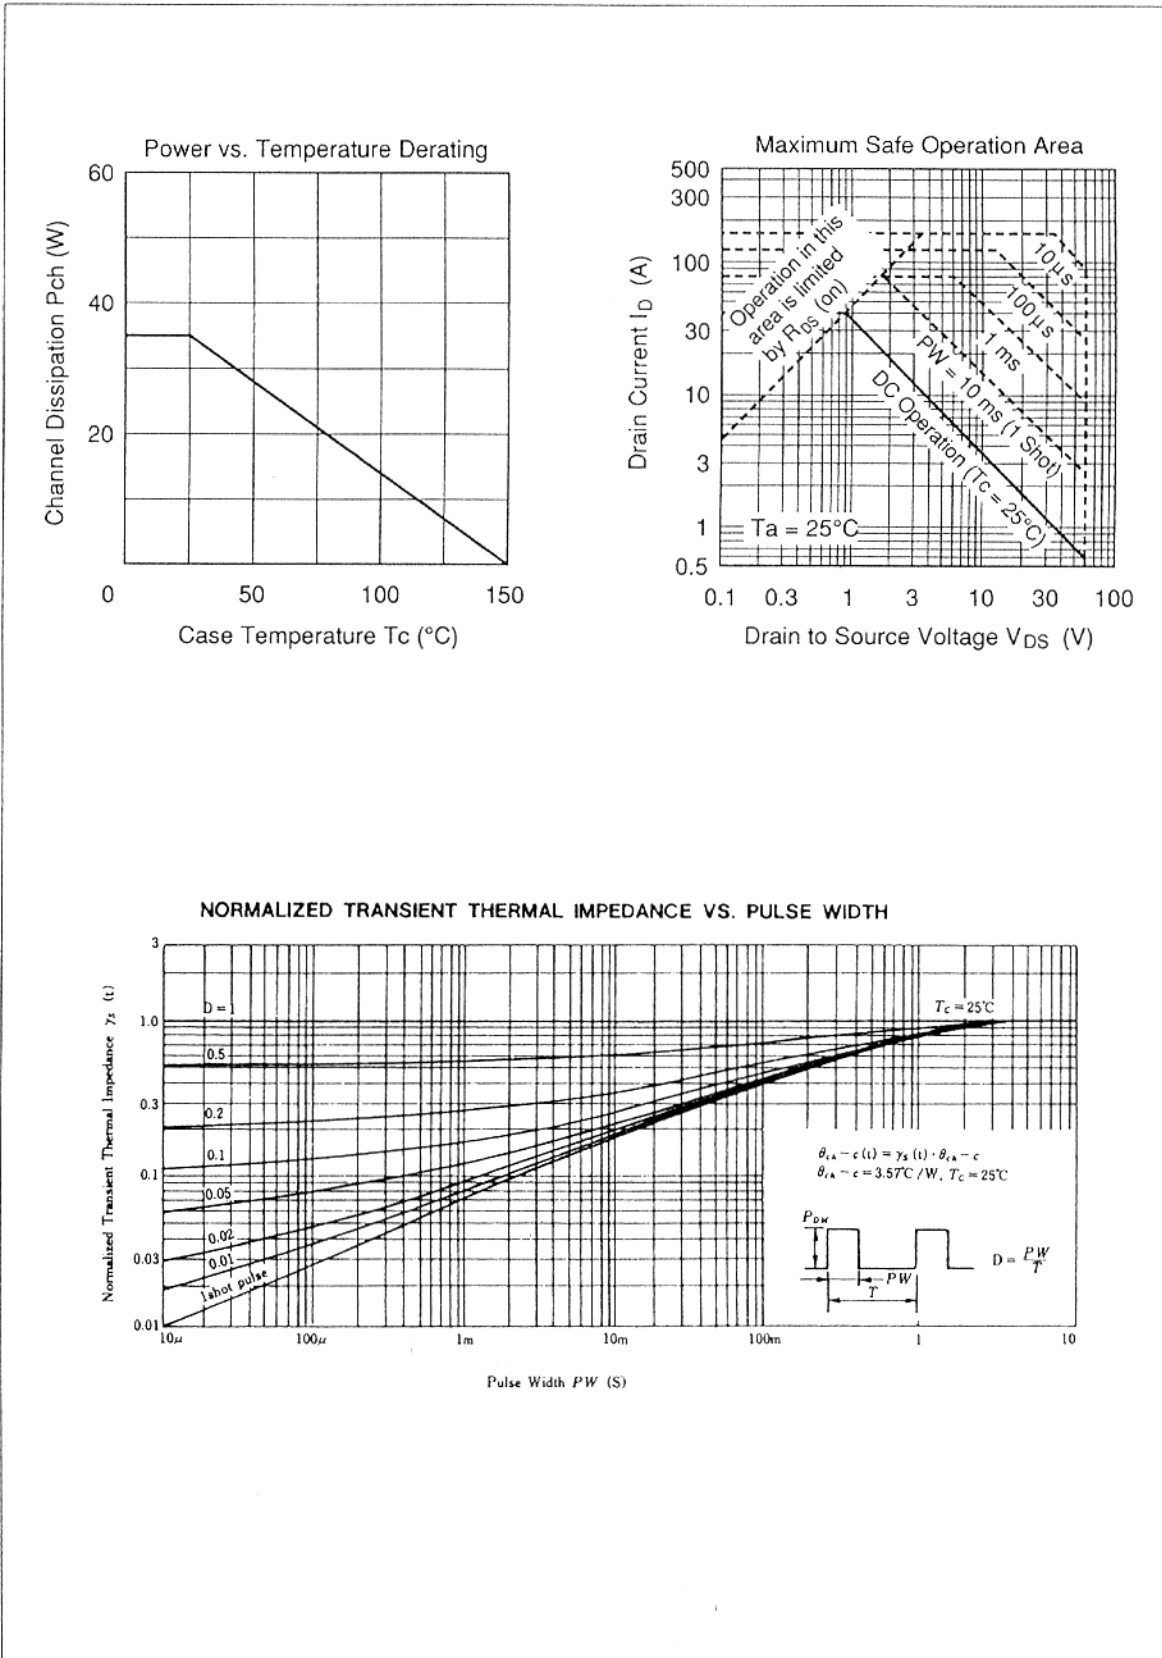 Power vs. Temperature Derating
Channel Dissipation Pch (W)
60
40
20
0
50
100
150
Case Temperature Tc (°C)
Maximum Safe Operation Area
Drain Current ID (A)
500
300
100
30
10
3
1
0.5
Operation in this
area is limited
by RDS (on)
10 µs
100 µs
1 ms
PW = 10 ms (1 Shot)
DC Operation (Tc = 25°C)
Ta = 25°C
0.1 0.3 1 3 10 30 100
Drain to Source Voltage VDS (V)
NORMALIZED TRANSIENT THERMAL IMPEDANCE VS. PULSE WIDTH
Normalized Transient Thermal Impedance γs (t)
3
1.0
0.3
0.1
0.03
0.01
D = 1
0.5
0.2
0.1
0.05
0.02
0.01
1shot pulse
Tc = 25°C
θch − c (t) = γs (t) · θch − c
θch − c = 3.57°C/W, Tc = 25°C
PDM
PW
T
D = PW/T
10µ 100µ 1m 10m 100m 1 10
Pulse Width PW (S)